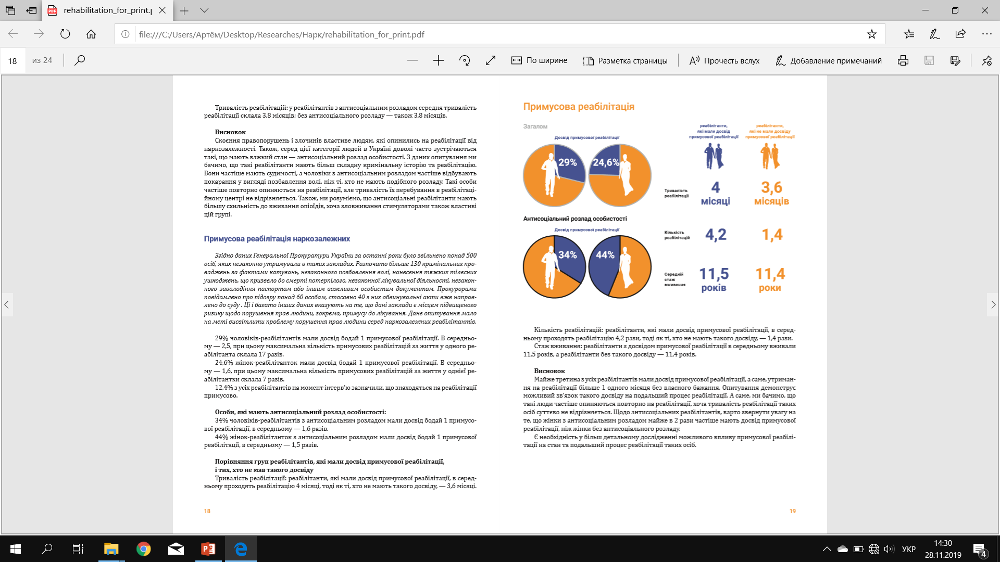 rehabilitation_for_print.p
file:///C:/Users/Артём/Desktop/Researches/Нарк/rehabilitation_for_print.pdf
18 из 24
По ширине
Разметка страницы
Прочесть вслух
Добавление примечаний
Тривалість реабілітацій: у реабілітантів з антисоціальним розладом середня тривалість
реабілітації склала 3,8 місяців; без антисоціального розладу — також 3,8 місяців.
Висновок
Скоєння правопорушень і злочинів властиве людям, які опинились на реабілітації від
наркозалежності. Також, серед цієї категорії людей в Україні доволі часто зустрічаються
такі, що мають важкий стан — антисоціальний розлад особистості. З даних опитування ми
бачимо, що такі реабілітанти мають більш складну кримінальну історію та реабілітацію.
Вони частіше мають судимості, а чоловіки з антисоціальним розладом частіше відбувають
покарання у вигляді позбавлення волі, ніж ті, хто не мають подібного розладу. Такі особи
частіше повторно опиняються на реабілітації, але тривалість їх перебування в реабілітаці-
йному центрі не відрізняється. Також, ми розуміємо, що антисоціальні реабілітанти мають
більшу схильність до вживання опіоїдів, хоча зловживання стимуляторами також властиві
цій групі.
Примусова реабілітація наркозалежних
Згідно даних Генеральної Прокуратури України за останні роки було звільнено понад 500
осіб, яких незаконно утримували в таких закладах. Розпочато більше 130 кримінальних про-
ваджень за фактами катувань, незаконного позбавлення волі, нанесення тяжких тілесних
ушкоджень, що призвело до смерті потерпілого, незаконної лікувальної діяльності, незакон-
ного заволодіння паспортом або іншим важливим особистим документом. Прокурорами
повідомлено про підозру понад 60 особам, стосовно 40 з них обвинувальні акти вже направ-
лено до суду . Ці і багато інших даних вказують на те, що дані заклади є місцем підвищеного
ризику щодо порушення прав людини, зокрема, примусу до лікування. Дане опитування мало
на меті висвітлити проблему порушення прав людини серед наркозалежних реабілітантів.
29% чоловіків-реабілітантів мали досвід бодай 1 примусової реабілітації. В середньо-
му — 2,5, при цьому максимальна кількість примусових реабілітацій за життя у одного ре-
абілітанта склала 17 разів.
24,6% жінок-реабілітанток мали досвід бодай 1 примусової реабілітації. В середньо-
му — 1,6, при цьому максимальна кількість примусових реабілітацій за життя у однієї ре-
абілітантки склала 7 разів.
12,4% з усіх реабілітантів на момент інтерв’ю зазначили, що знаходяться на реабілітації
примусово.
Особи, які мають антисоціальний розлад особистості:
34% чоловіків-реабілітантів з антисоціальним розладом мали досвід бодай 1 примусо-
вої реабілітації, в середньому — 1,6 разів.
44% жінок-реабілітанток з антисоціальним розладом мали досвід бодай 1 примусової
реабілітації, в середньому — 1,5 разів.
Порівняння груп реабілітантів, які мали досвід примусової реабілітації,
і тих, хто не мав такого досвіду
Тривалість реабілітації: реабілітанти, які мали досвід примусової реабілітації, в серед-
ньому проходять реабілітацію 4 місяці, тоді як ті, хто не мають такого досвіду, — 3,6 місяці.
18
Примусова реабілітація
Загалом
Досвід примусової реабілітації
29%
24,6%
Антисоціальний розлад особистості
Досвід примусової реабілітації
34%
44%
реабілітанти,
які мали досвід
примусової реабілітації
реабілітанти,
які не мали досвіду
примусової реабілітації
Тривалість
реабілітації
4
місяці
3,6
місяців
Кількість
реабілітацій
4,2
1,4
Середній
стаж
вживання
11,5
років
11,4
роки
Кількість реабілітацій: реабілітанти, які мали досвід примусової реабілітації, в серед-
ньому проходять реабілітацію 4,2 рази, тоді як ті, хто не мають такого досвіду, — 1,4 рази.
Стаж вживання: реабілітанти з досвідом примусової реабілітації в середньому вживали
11,5 років, а реабілітанти без такого досвіду — 11,4 років.
Висновок
Майже третина з усіх реабілітантів мали досвід примусової реабілітації, а саме, утриман-
ня на реабілітації більше 1 одного місяця без власного бажання. Опитування демонструє
можливий зв’язок такого досвіду на подальший процес реабілітації. А саме, ми бачимо, що
такі люди частіше опиняються повторно на реабілітації, хоча тривалість реабілітації таких
осіб суттєво не відрізняється. Щодо антисоціальних реабілітантів, варто звернути увагу на
те, що жінки з антисоціальним розладом майже в 2 рази частіше мають досвід примусової
реабілітації, ніж жінки без антисоціального розладу.
Є необхідність у більш детальному дослідженні можливого впливу примусової реабілі-
тації на стан та подальший процес реабілітації таких осіб.
19
УКР
14:30
28.11.2019
4